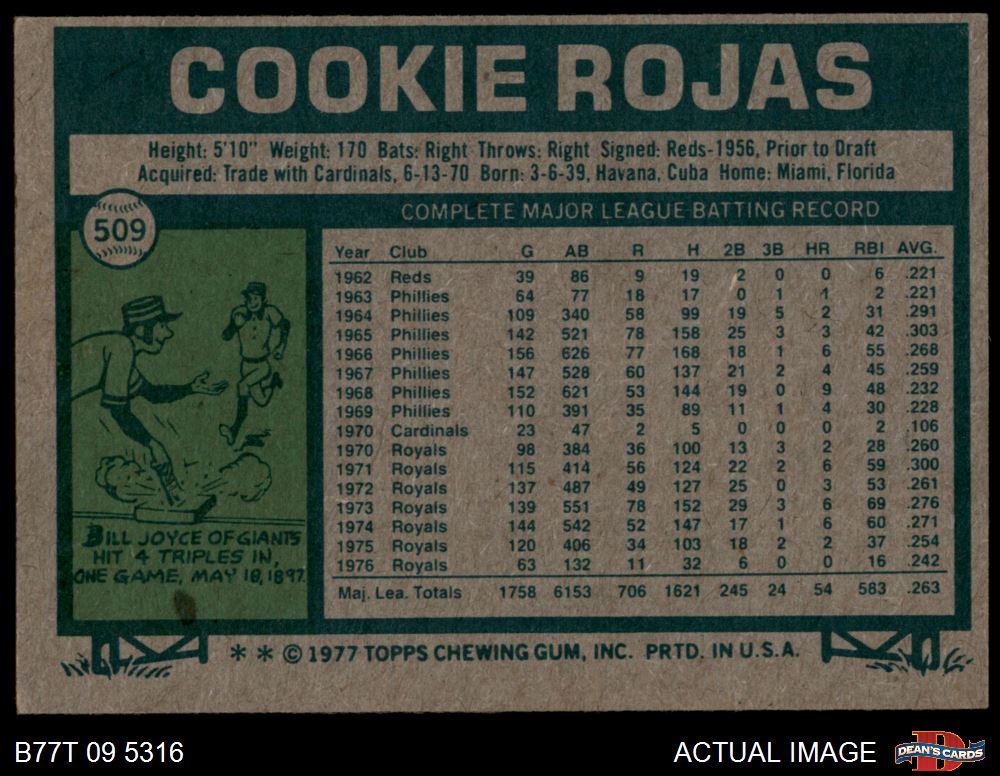 COOKIE ROJAS
Height: 5'10" Weight: 170 Bats: Right Throws: Right Signed: Reds-1956, Prior to Draft
Acquired: Trade with Cardinals, 6-13-70 Born: 3-6-39, Havana, Cuba Home: Miami, Florida
509
COMPLETE MAJOR LEAGUE BATTING RECORD
Year Club G AB R H 2B 3B HR RBI AVG.
1962 Reds 39 86 9 19 2 0 0 6 .221
1963 Phillies 64 77 18 17 0 1 1 2 .221
1964 Phillies 109 340 58 99 19 5 2 31 .291
1965 Phillies 142 521 78 158 25 3 3 42 .303
1966 Phillies 156 626 77 168 18 1 6 55 .268
1967 Phillies 147 528 60 137 21 2 4 45 .259
1968 Phillies 152 621 53 144 19 0 9 48 .232
1969 Phillies 110 391 35 89 11 1 4 30 .228
1970 Cardinals 23 47 2 5 0 0 0 2 .106
1970 Royals 98 384 36 100 13 3 2 28 .260
1971 Royals 115 414 56 124 22 2 6 59 .300
1972 Royals 137 487 49 127 25 0 3 53 .261
1973 Royals 139 551 78 152 29 3 6 69 .276
1974 Royals 144 542 52 147 17 1 6 60 .271
1975 Royals 120 406 34 103 18 2 2 37 .254
1976 Royals 63 132 11 32 6 0 0 16 .242
Maj. Lea. Totals 1758 6153 706 1621 245 24 54 583 .263
BILL JOYCE OF GIANTS
HIT 4 TRIPLES IN
ONE GAME, MAY 18, 1897.
* * © 1977 TOPPS CHEWING GUM, INC. PRTD. IN U.S.A.
B77T 09 5316
ACTUAL IMAGE
DEAN'S CARDS